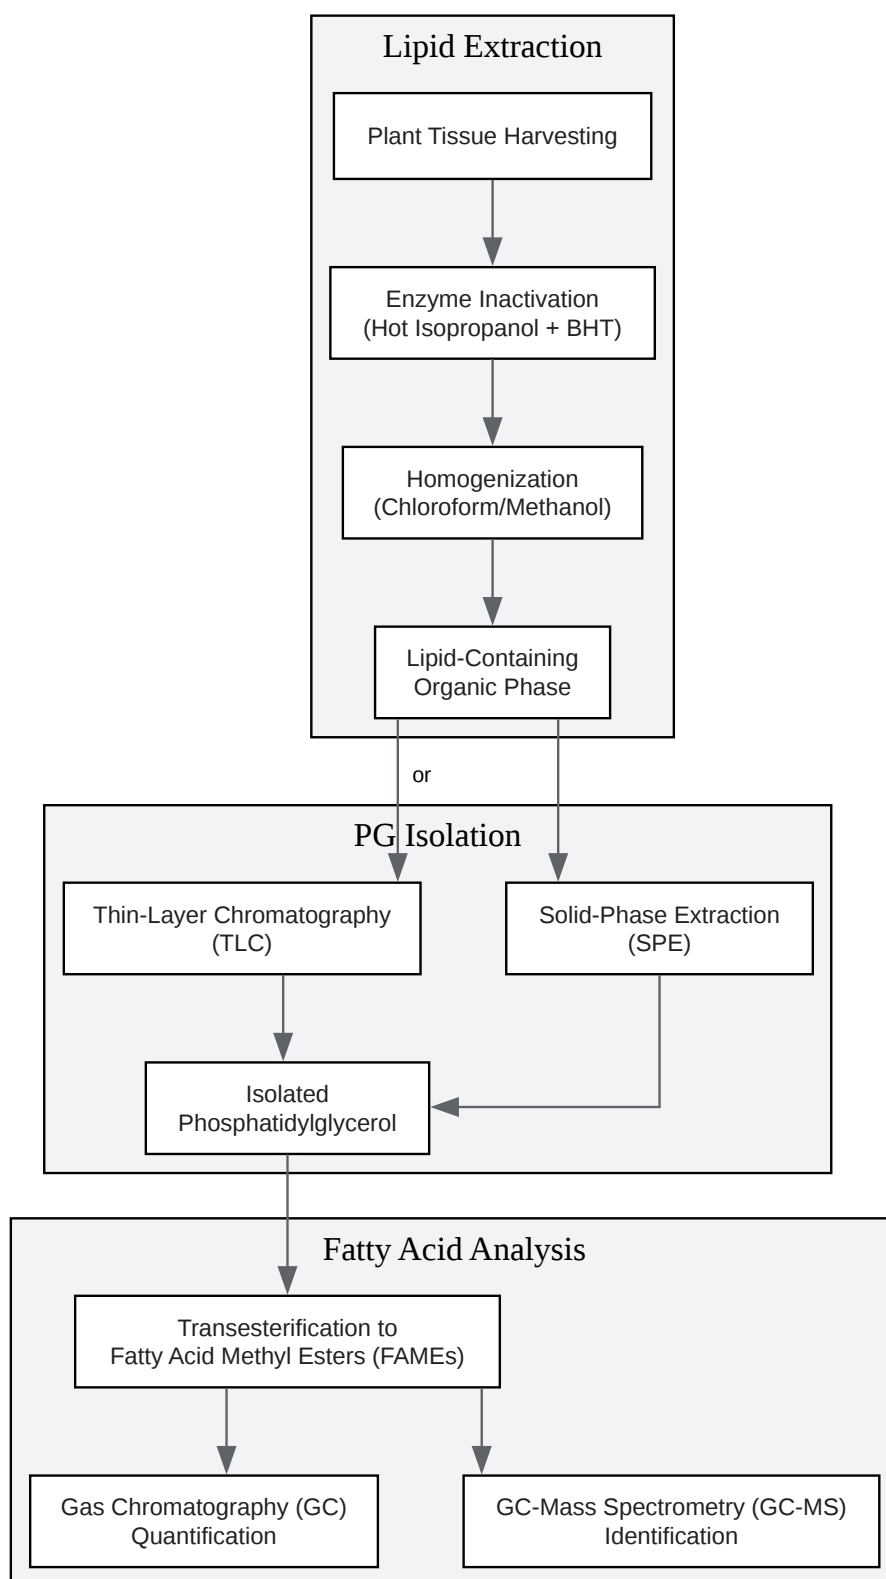 Lipid Extraction
Plant Tissue Harvesting
Enzyme Inactivation
(Hot Isopropanol + BHT)
Homogenization
(Chloroform/Methanol)
Lipid-Containing
Organic Phase
or
PG Isolation
Thin-Layer Chromatography
(TLC)
Solid-Phase Extraction
(SPE)
Isolated
Phosphatidylglycerol
Fatty Acid Analysis
Transesterification to
Fatty Acid Methyl Esters (FAMEs)
Gas Chromatography (GC)
Quantification
GC-Mass Spectrometry (GC-MS)
Identification